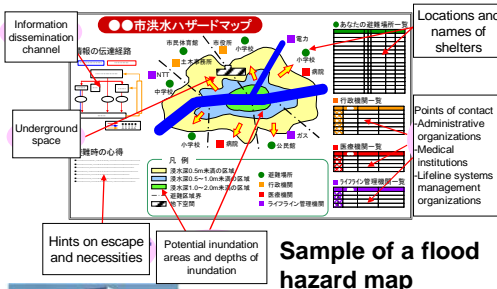 Information
dissemination
channel
●●市洪水ハザードマップ
Locations and
names of
shelters
情報の伝達経路
市民体育館
市役所
小学校
電力
土木事務所
NTT
中学校
小学校
病院
あなたの避難場所一覧
行政機関一覧
Underground
space
Points of contact
-Administrative
organizations
-Medical
institutions
-Lifeline systems
management
organizations
小学校
病院
公民館
ガス
医療機関一覧
避難時の心得
凡 例
浸水深0.5m未満の区域
浸水深0.5~1.0m未満の区域
浸水深1.0~2.0m未満の区域
避難区域界
地下空間
避難場所
行政機関
医療機関
ライフライン管理機関
ライフライン管理機関一覧
Hints on escape
and necessities
Potential inundation
areas and depths of
inundation
Sample of a flood
hazard map